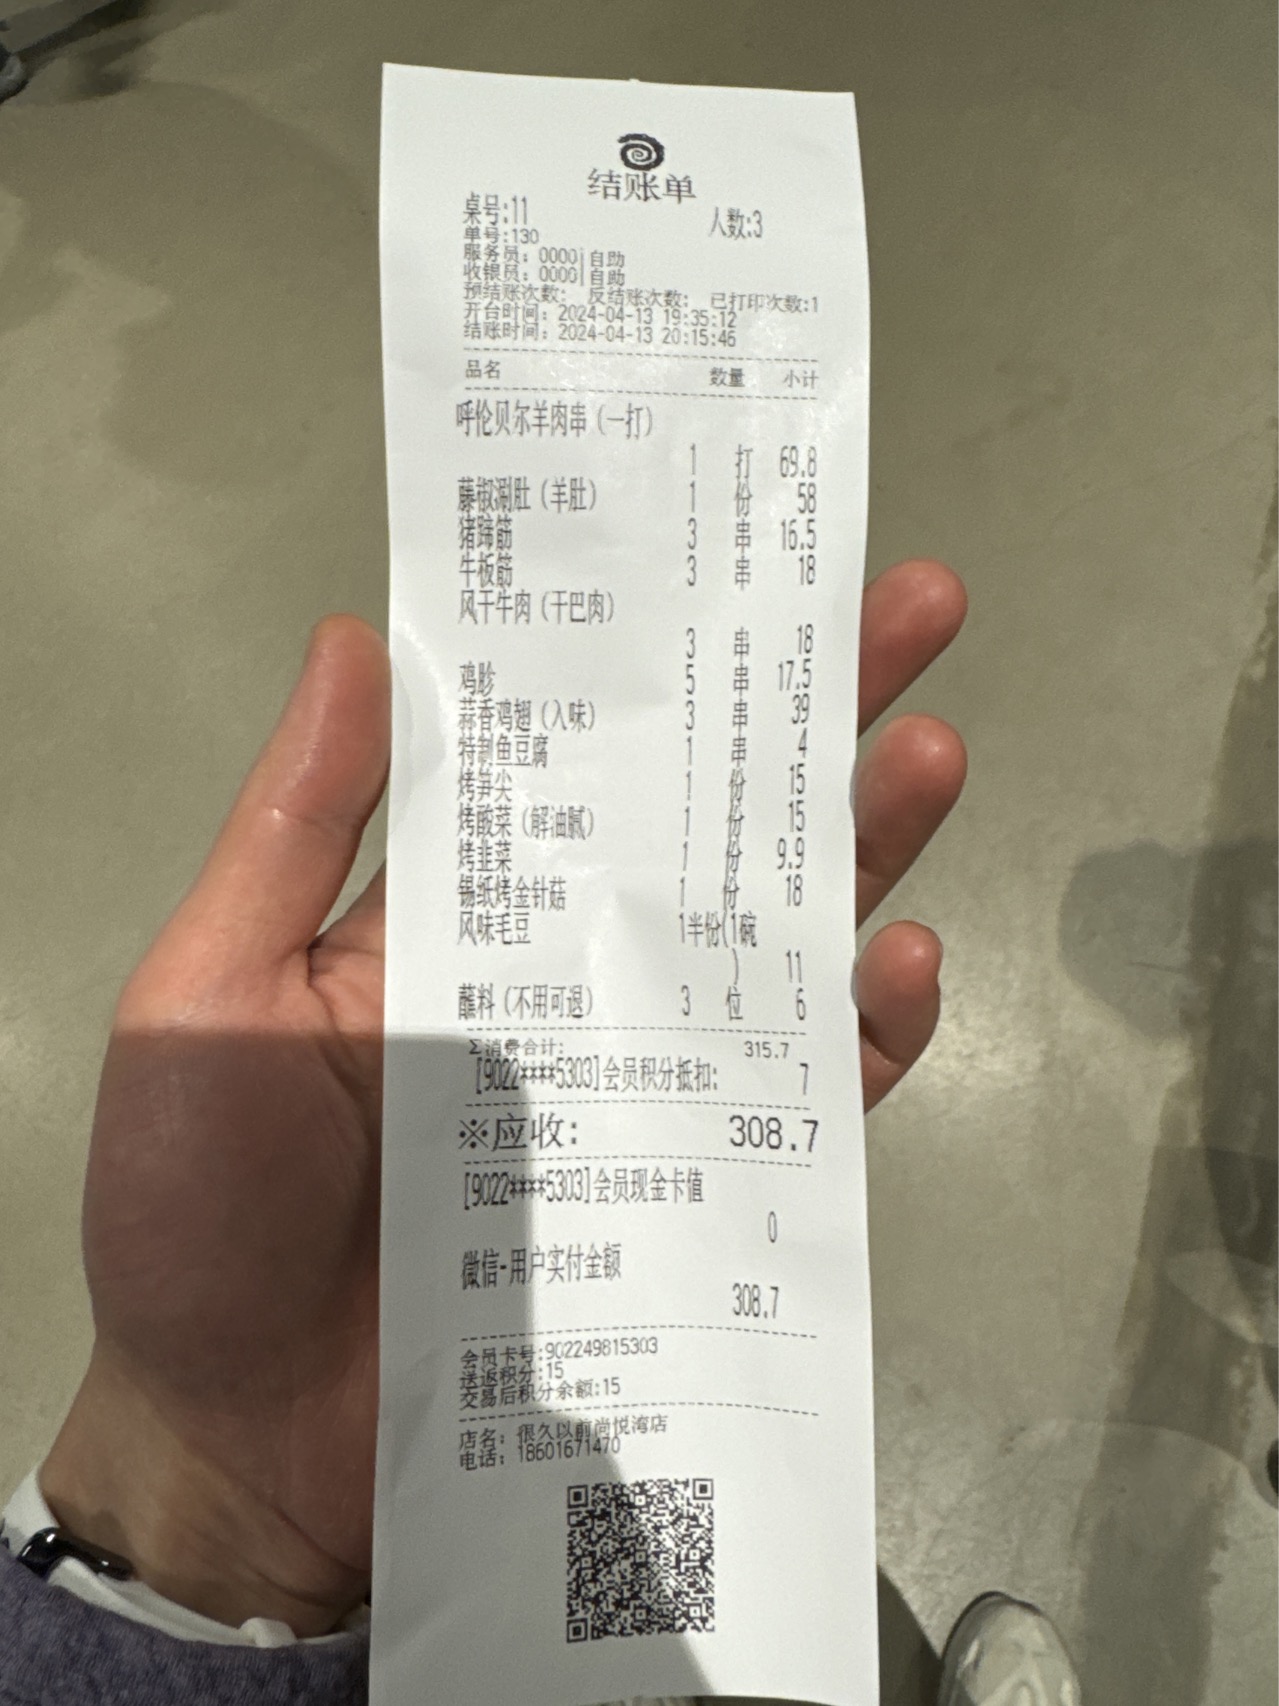 结账单
桌号:11 人数:3
单号:130
服务员: 0000|自助
收银员: 0000|自助
预结账次数: 反结账次数: 已打印次数:1
开台时间: 2024-04-13 19:35:12
结账时间: 2024-04-13 20:15:46
品名 数量 小计
呼伦贝尔羊肉串(一打)
1 打 69.8
藤椒涮肚(羊肚) 1 份 58
猪蹄筋 3 串 16.5
牛板筋 3 串 18
风干牛肉(干巴肉)
3 串 18
鸡胗 5 串 17.5
蒜香鸡翅(入味) 3 串 39
特制鱼豆腐 1 串 4
烤笋尖 1 份 15
烤酸菜(解油腻) 1 份 15
烤韭菜 1 份 9.9
锡纸烤金针菇 1 份 18
风味毛豆 1半份(1碗
) 11
蘸料(不用可退) 3 位 6
Σ消费合计: 315.7
[9022****5303]会员积分抵扣: 7
※应收: 308.7
[9022****5303]会员现金卡值
0
微信-用户实付金额
308.7
会员卡号:902249815303
送返积分:15
交易后积分余额:15
店名: 很久以前尚悦湾店
电话: 18601671470